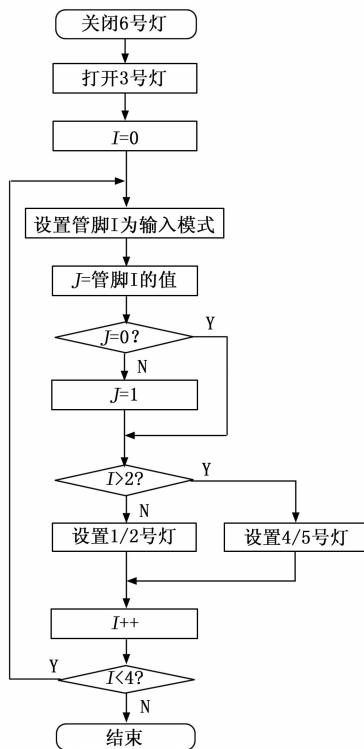 关闭6号灯
打开3号灯
I=0
设置管脚I为输入模式
J=管脚I的值
J=0?
Y
N
J=1
I>2?
Y
N
设置1/2号灯
设置4/5号灯
I++
Y
I<4?
N
结束